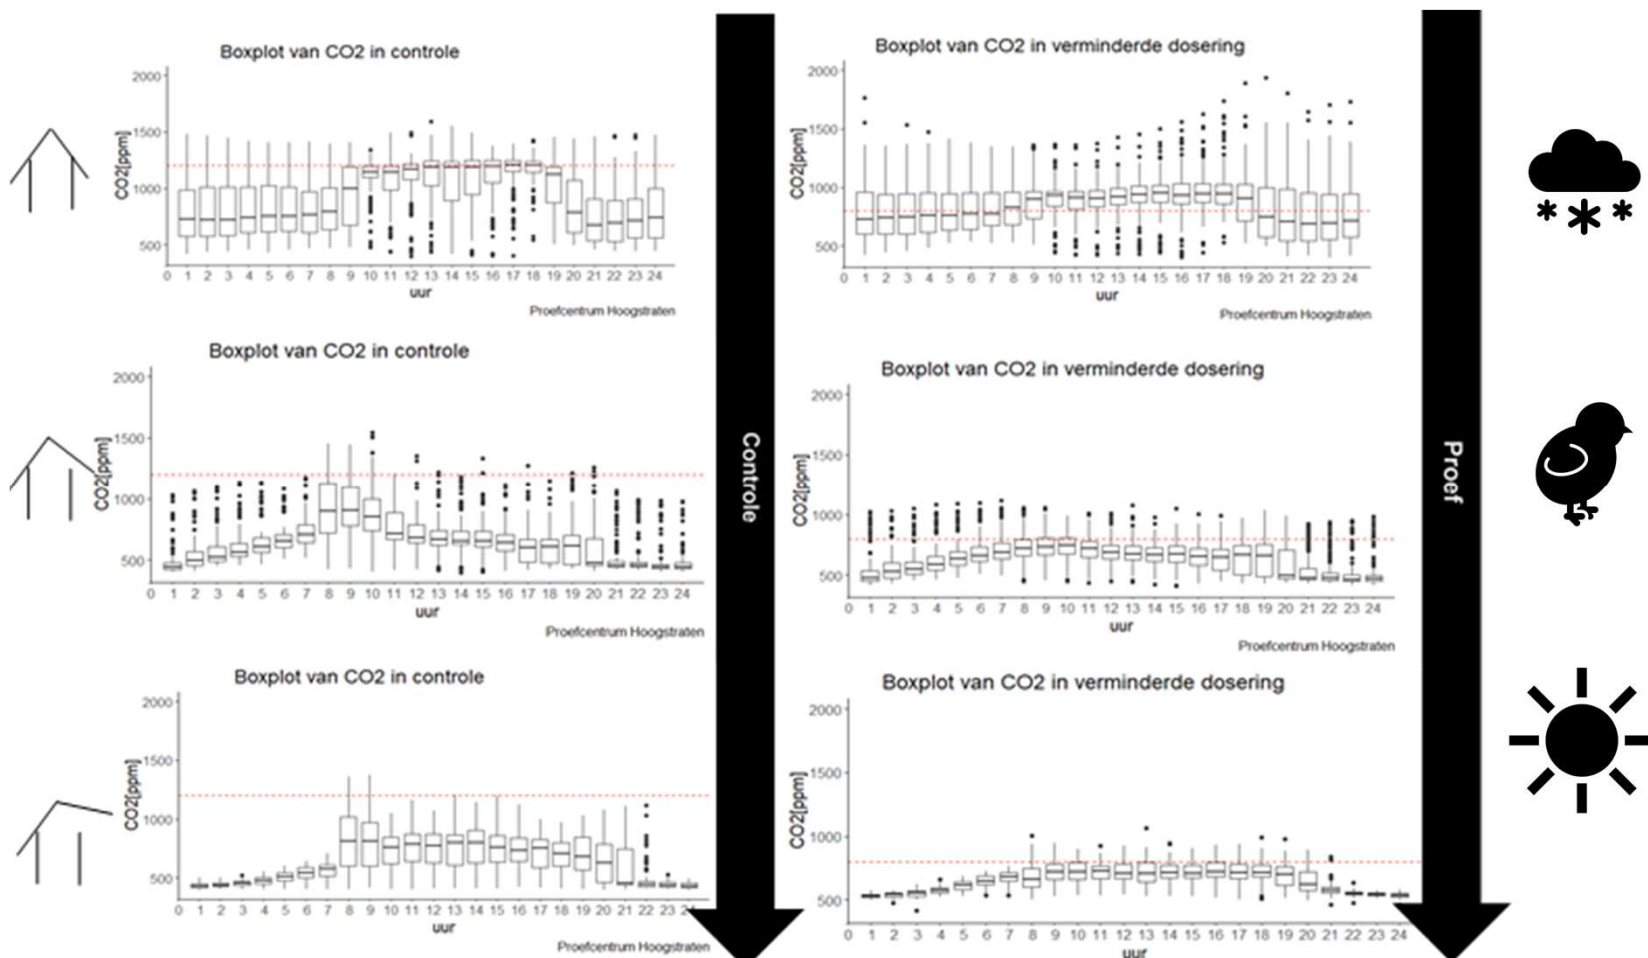 Boxplot van CO2 in controle
2000
1500
1000
500
CO2[ppm]
0 1 2 3 4 5 6 7 8 9 10 11 12 13 14 15 16 17 18 19 20 21 22 23 24
uur
Proefcentrum Hoogstraten
Boxplot van CO2 in verminderde dosering
2000
1500
1000
500
CO2[ppm]
0 1 2 3 4 5 6 7 8 9 10 11 12 13 14 15 16 17 18 19 20 21 22 23 24
uur
Proefcentrum Hoogstraten
Boxplot van CO2 in controle
2000
1500
1000
500
CO2[ppm]
0 1 2 3 4 5 6 7 8 9 10 11 12 13 14 15 16 17 18 19 20 21 22 23 24
uur
Proefcentrum Hoogstraten
Controle
Boxplot van CO2 in verminderde dosering
2000
1500
1000
500
CO2[ppm]
0 1 2 3 4 5 6 7 8 9 10 11 12 13 14 15 16 17 18 19 20 21 22 23 24
uur
Proefcentrum Hoogstraten
Proef
Boxplot van CO2 in controle
2000
1500
1000
500
CO2[ppm]
0 1 2 3 4 5 6 7 8 9 10 11 12 13 14 15 16 17 18 19 20 21 22 23
uur
Proefcentrum Hoogstraten
Boxplot van CO2 in verminderde dosering
2000
1500
1000
500
CO2[ppm]
0 1 2 3 4 5 6 7 8 9 10 11 12 13 14 15 16 17 18 19 20 21 22 23 24
uur